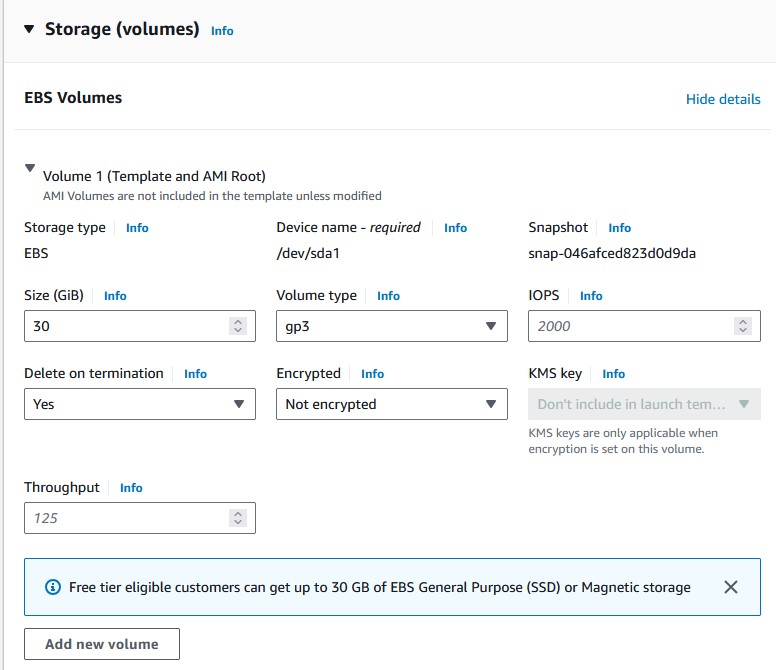 Storage (volumes) Info
EBS Volumes
Hide details
Volume 1 (Template and AMI Root)
AMI Volumes are not included in the template unless modified
Storage type Info
EBS
Device name - required Info
/dev/sda1
Snapshot Info
snap-046afced823d0d9da
Size (GiB) Info
30
Volume type Info
gp3
IOPS Info
2000
Delete on termination Info
Yes
Encrypted Info
Not encrypted
KMS key Info
Don't include in launch tem...
KMS keys are only applicable when
encryption is set on this volume.
Throughput Info
125
Free tier eligible customers can get up to 30 GB of EBS General Purpose (SSD) or Magnetic storage
Add new volume